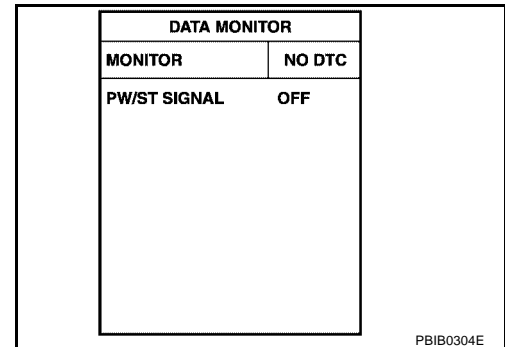 DATA MONITOR
MONITOR NO DTC
PW/ST SIGNAL OFF
PBIB0304E